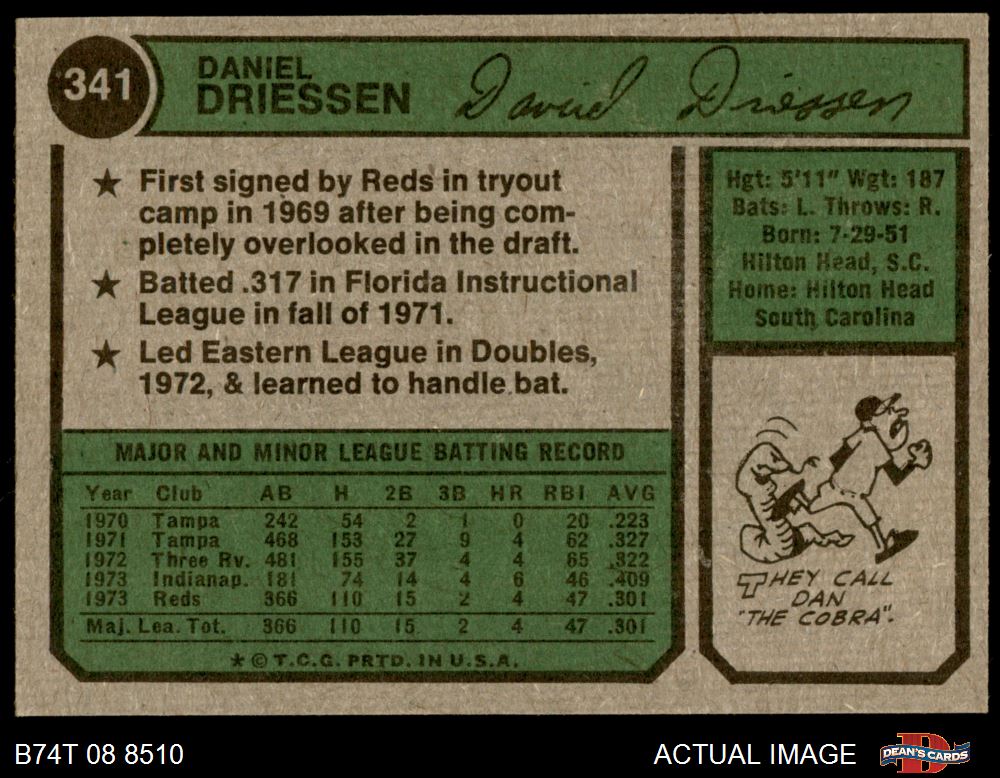 341
DANIEL
DRIESSEN
David Driessen
★ First signed by Reds in tryout
camp in 1969 after being com-
pletely overlooked in the draft.
★ Batted .317 in Florida Instructional
League in fall of 1971.
★ Led Eastern League in Doubles,
1972, & learned to handle bat.
Hgt: 5'11" Wgt: 187
Bats: L. Throws: R.
Born: 7-29-51
Hilton Head, S.C.
Home: Hilton Head
South Carolina
MAJOR AND MINOR LEAGUE BATTING RECORD
Year Club AB H 2B 3B HR RBI AVG
1970 Tampa 242 54 2 1 0 20 .223
1971 Tampa 468 153 27 9 4 62 .327
1972 Three Rv. 481 155 37 4 4 65 .322
1973 Indianap. 181 74 14 4 6 46 .409
1973 Reds 366 110 15 2 4 47 .301
Maj. Lea. Tot. 366 110 15 2 4 47 .301
★ © T.C.G. PRTD. IN U.S.A.
THEY CALL
DAN
"THE COBRA".
B74T 08 8510
ACTUAL IMAGE
DEAN'S CARDS